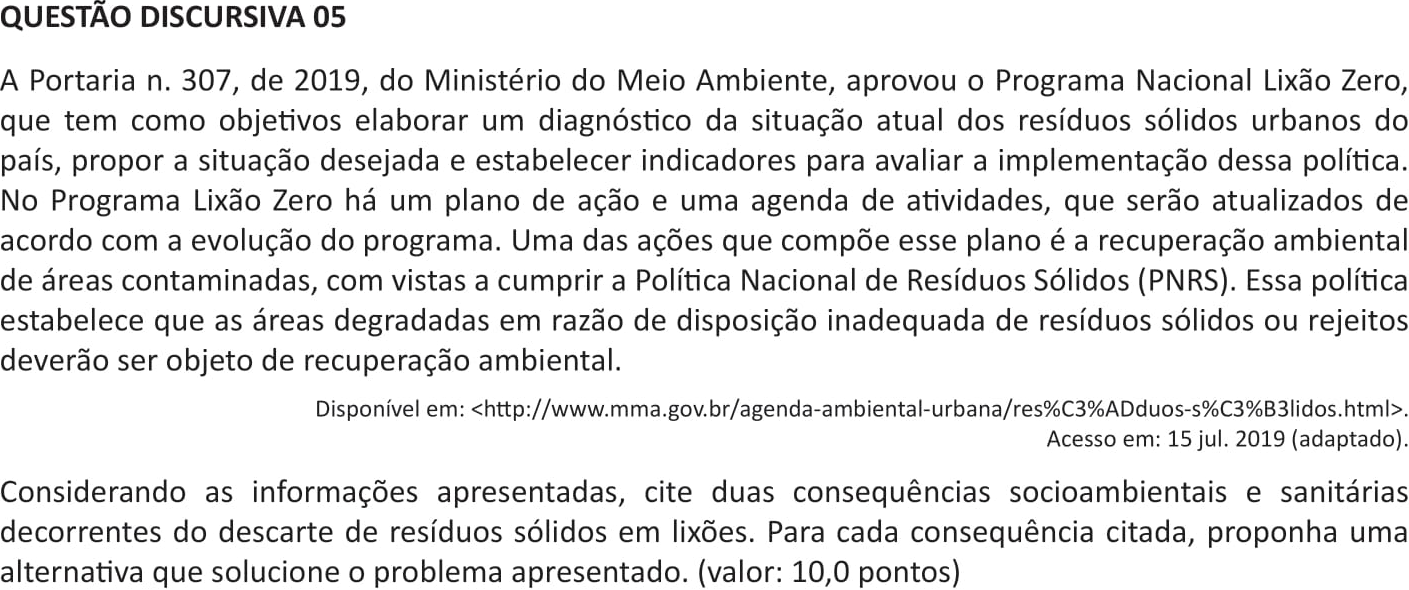 QUESTÃO DISCURSIVA 05
A Portaria n. 307, de 2019, do Ministério do Meio Ambiente, aprovou o Programa Nacional Lixão Zero,
que tem como objetivos elaborar um diagnóstico da situação atual dos resíduos sólidos urbanos do
país, propor a situação desejada e estabelecer indicadores para avaliar a implementação dessa política.
No Programa Lixão Zero há um plano de ação e uma agenda de atividades, que serão atualizados de
acordo com a evolução do programa. Uma das ações que compõe esse plano é a recuperação ambiental
de áreas contaminadas, com vistas a cumprir a Política Nacional de Resíduos Sólidos (PNRS). Essa política
estabelece que as áreas degradadas em razão de disposição inadequada de resíduos sólidos ou rejeitos
deverão ser objeto de recuperação ambiental.
Disponível em: <http://www.mma.gov.br/agenda-ambiental-urbana/res%C3%ADduos-s%C3%B3lidos.html>.
Acesso em: 15 jul. 2019 (adaptado).
Considerando as informações apresentadas, cite duas consequências socioambientais e sanitárias
decorrentes do descarte de resíduos sólidos em lixões. Para cada consequência citada, proponha uma
alternativa que solucione o problema apresentado. (valor: 10,0 pontos)